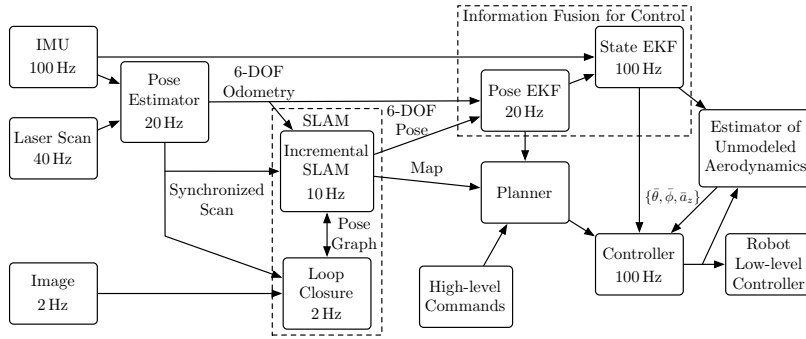 Information Fusion for Control
IMU
100 Hz
State EKF
100 Hz
Pose
Estimator
20 Hz
6-DOF
Odometry
Pose EKF
20 Hz
Laser Scan
40 Hz
SLAM
6-DOF
Pose
Estimator of
Unmodeled
Aerodynamics
Incremental
SLAM
10 Hz
Map
Synchronized
Scan
Planner
{θ̄, φ̄, ā_z}
Pose
Graph
Controller
100 Hz
Robot
Low-level
Controller
Image
2 Hz
Loop
Closure
2 Hz
High-level
Commands